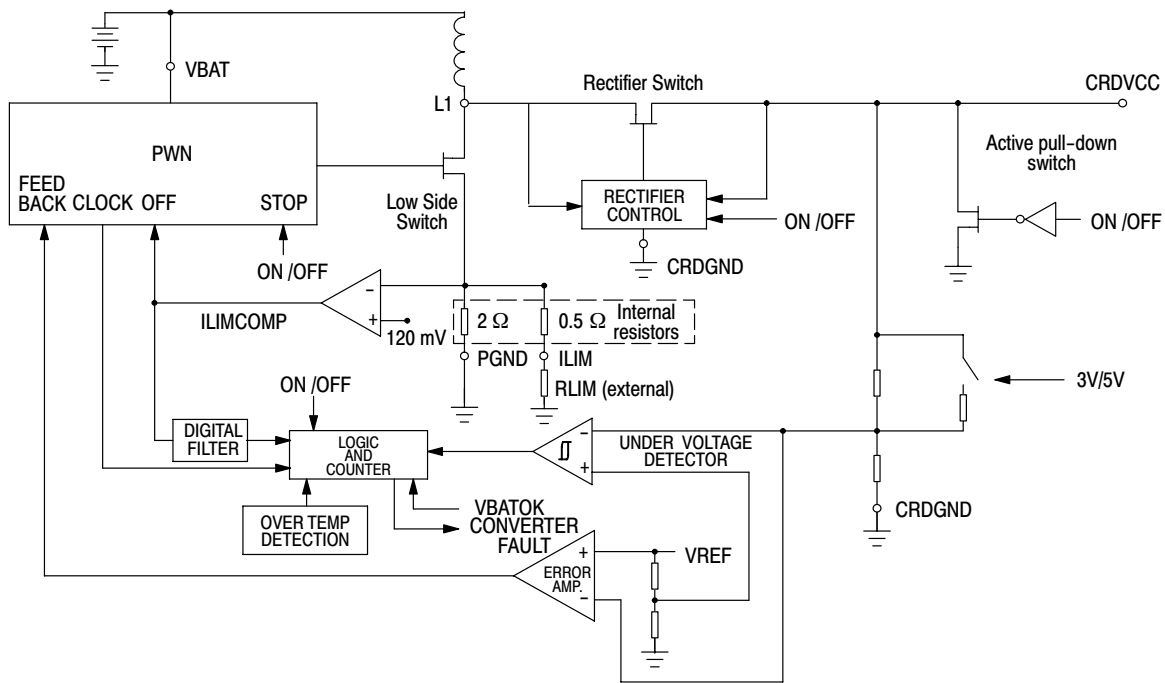 VBAT
L1
Rectifier Switch
CRDVCC
PWN
FEED
BACK CLOCK OFF STOP
ON /OFF
Low Side
Switch
RECTIFIER
CONTROL
ON /OFF
CRDGND
Active pull-down
switch
ON /OFF
ILIMCOMP
-
+
120 mV
2 Ω
0.5 Ω
Internal
resistors
PGND
ILIM
RLIM (external)
3V/5V
ON /OFF
DIGITAL
FILTER
LOGIC
AND
COUNTER
-
+
UNDER VOLTAGE
DETECTOR
OVER TEMP
DETECTION
VBATOK
CONVERTER
FAULT
CRDGND
+
ERROR
AMP.
-
VREF